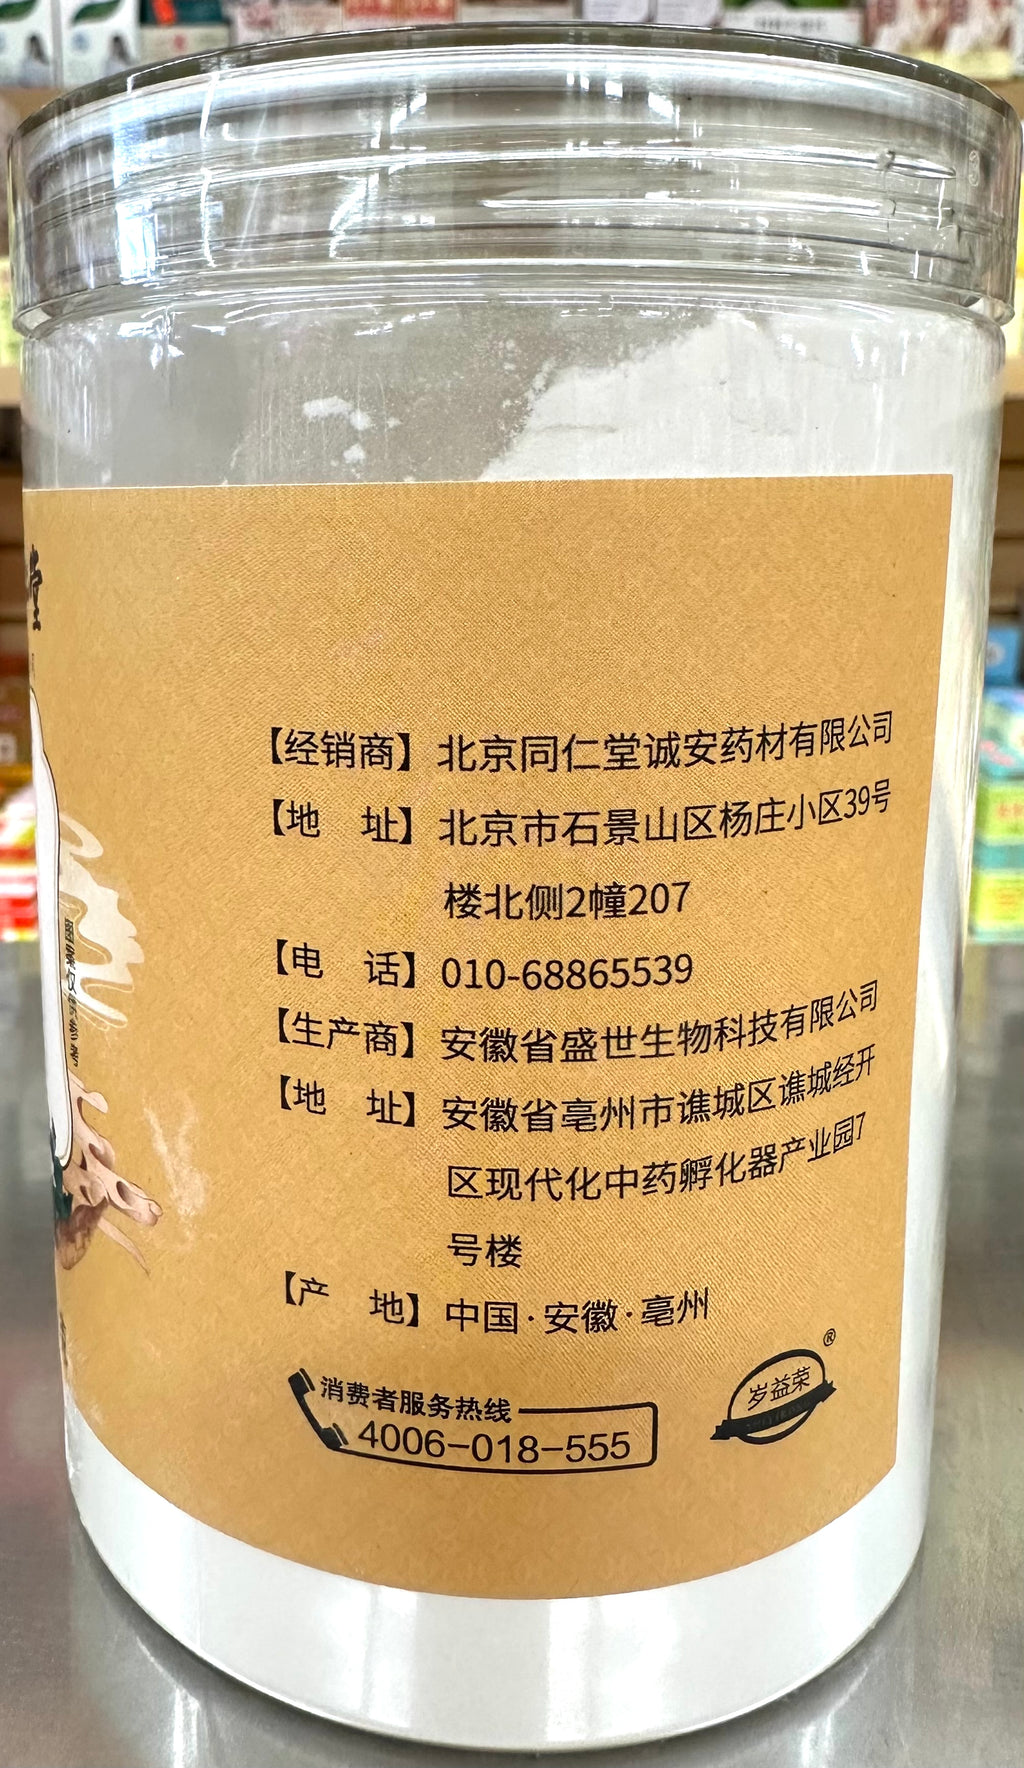 堂
【经销商】北京同仁堂诚安药材有限公司
【地 址】北京市石景山区杨庄小区39号
楼北侧2幢207
【电 话】010-68865539
【生产商】安徽省盛世生物科技有限公司
【地 址】安徽省亳州市谯城区谯城经开
区现代化中药孵化器产业园7
号楼
【产 地】中国·安徽·亳州
消费者服务热线
4006-018-555
岁益荣
®